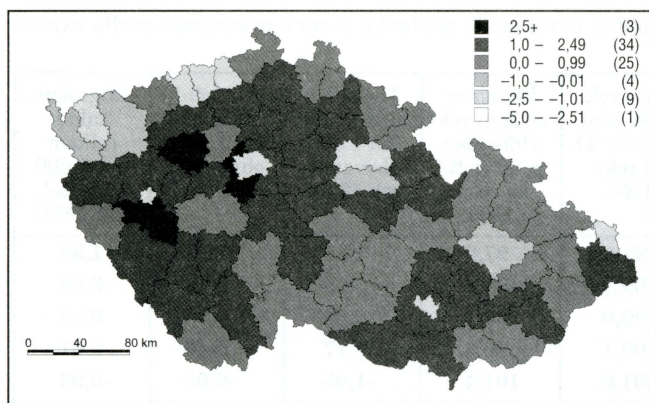 2,5+ (3)
1,0 – 2,49 (34)
0,0 – 0,99 (25)
–1,0 – –0,01 (4)
–2,5 – –1,01 (9)
–5,0 – –2,51 (1)
0 40 80 km